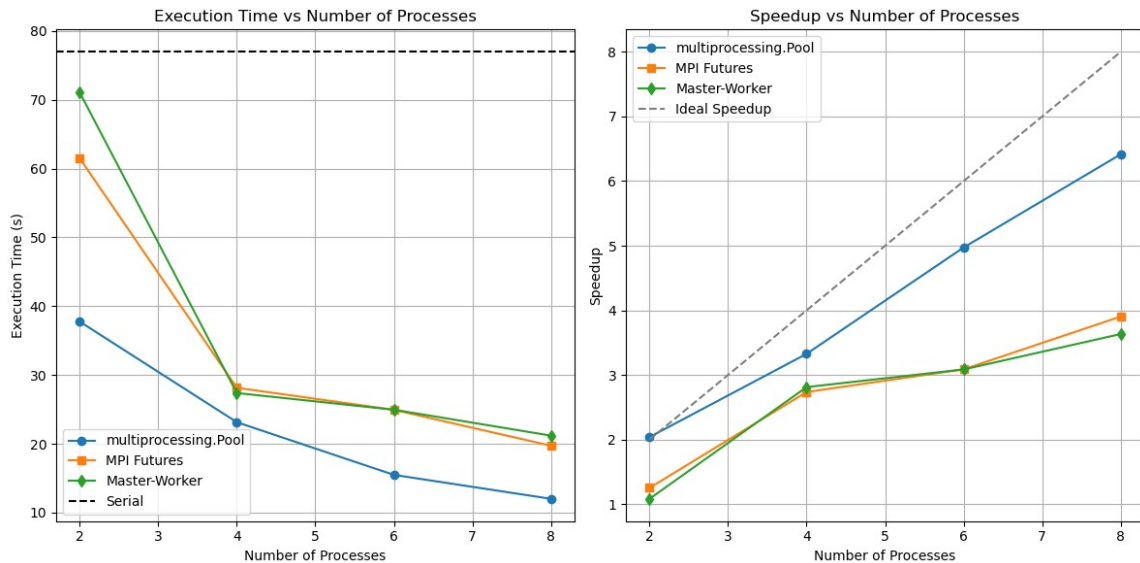 Execution Time vs Number of Processes
80
70
60
50
40
30
20
10
Execution Time (s)
multiprocessing.Pool
MPI Futures
Master-Worker
Serial
2 3 4 5 6 7 8
Number of Processes
Speedup vs Number of Processes
8
7
6
5
4
3
2
1
Speedup
multiprocessing.Pool
MPI Futures
Master-Worker
Ideal Speedup
2 3 4 5 6 7 8
Number of Processes